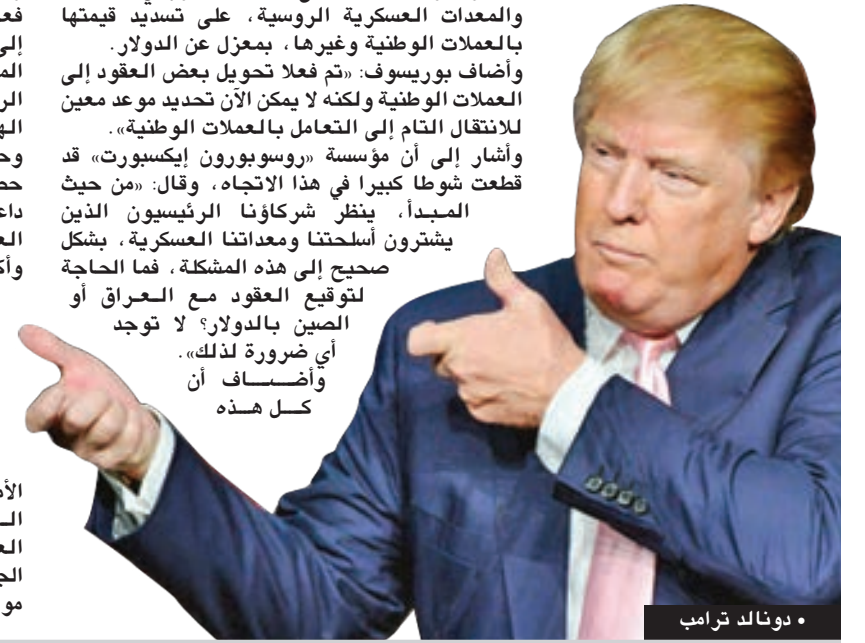 والمعدات العسكرية الروسية، على تسديد قيمتها
بالعملات الوطنية وغيرها، بمعزل عن الدولار.
وأضاف بوريسوف: «تم فعلا تحويل بعض العقود إلى
العملات الوطنية ولكنه لا يمكن الآن تحديد موعد معين
للانتقال التام إلى التعامل بالعملات الوطنية».
وأشار إلى أن مؤسسة «روسوبورون إيكسبورت» قد
قطعت شوطا كبيرا في هذا الاتجاه، وقال: «من حيث
المبدأ، ينظر شركاؤنا الرئيسيون الذين
يشترون أسلحتنا ومعداتنا العسكرية، بشكل
صحيح إلى هذه المشكلة، فما الحاجة
لتوقيع العقود مع العراق أو
الصين بالدولار؟ لا توجد
أي ضرورة لذلك».
وأضاف أن
كل هذه
• دونالد ترامب